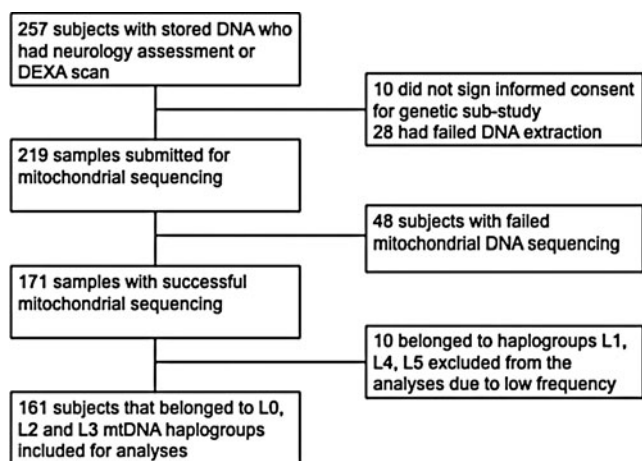 257 subjects with stored DNA who
had neurology assessment or
DEXA scan
10 did not sign informed consent
for genetic sub-study
28 had failed DNA extraction
219 samples submitted for
mitochondrial sequencing
48 subjects with failed
mitochondrial DNA sequencing
171 samples with successful
mitochondrial sequencing
10 belonged to haplogroups L1,
L4, L5 excluded from the
analyses due to low frequency
161 subjects that belonged to L0,
L2 and L3 mtDNA haplogroups
included for analyses